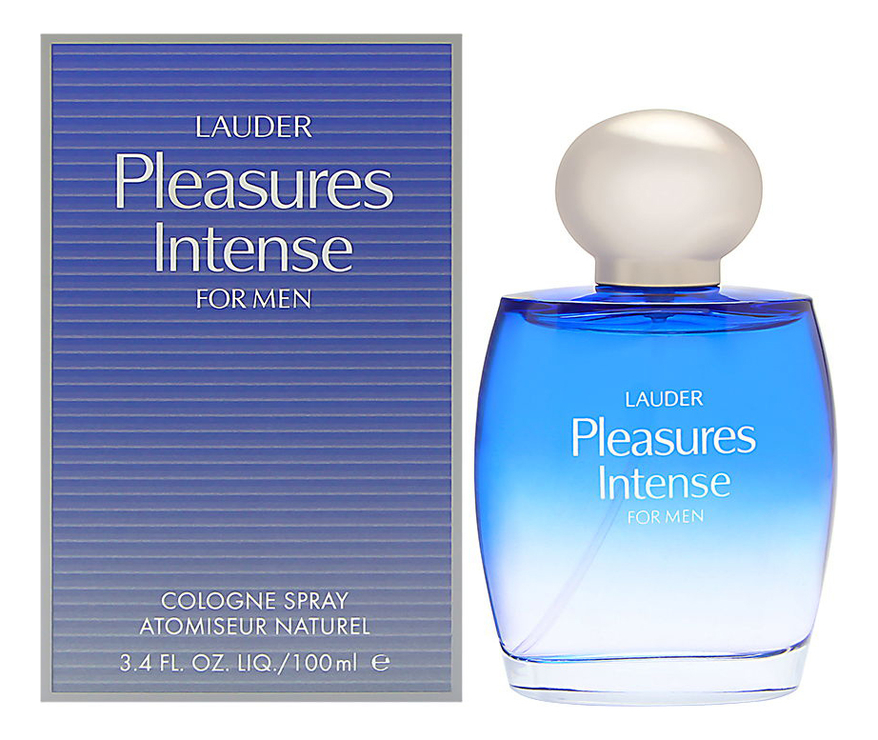 LAUDER
Pleasures
Intense
FOR MEN
COLOGNE SPRAY
ATOMISEUR NATUREL
3.4 FL. OZ. LIQ./100ml ℮
LAUDER
Pleasures
Intense
FOR MEN